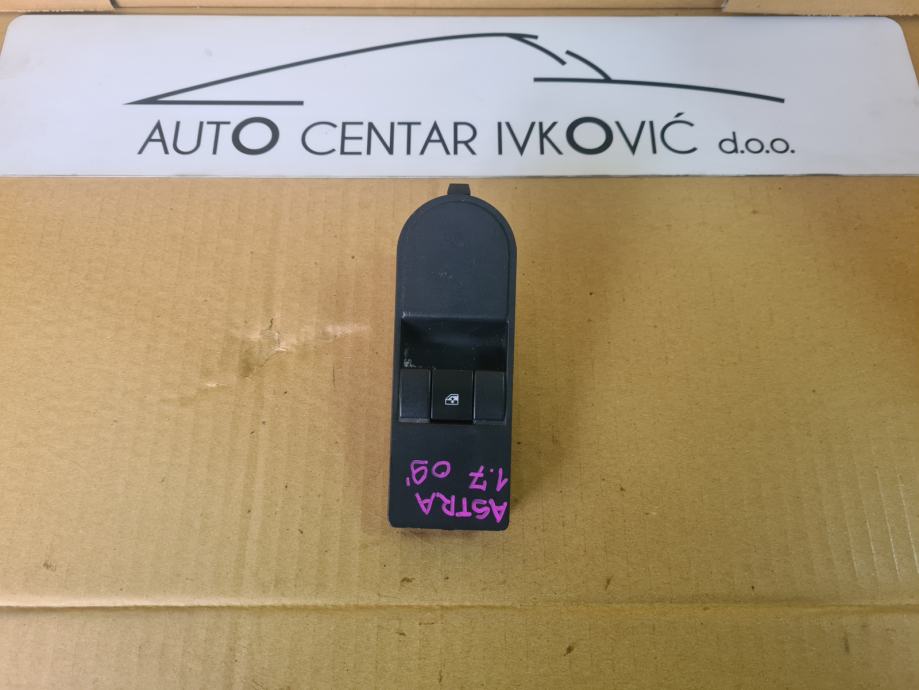 AUTO CENTAR IVKOVIĆ d.o.o.
ASTRA
1.7 09'